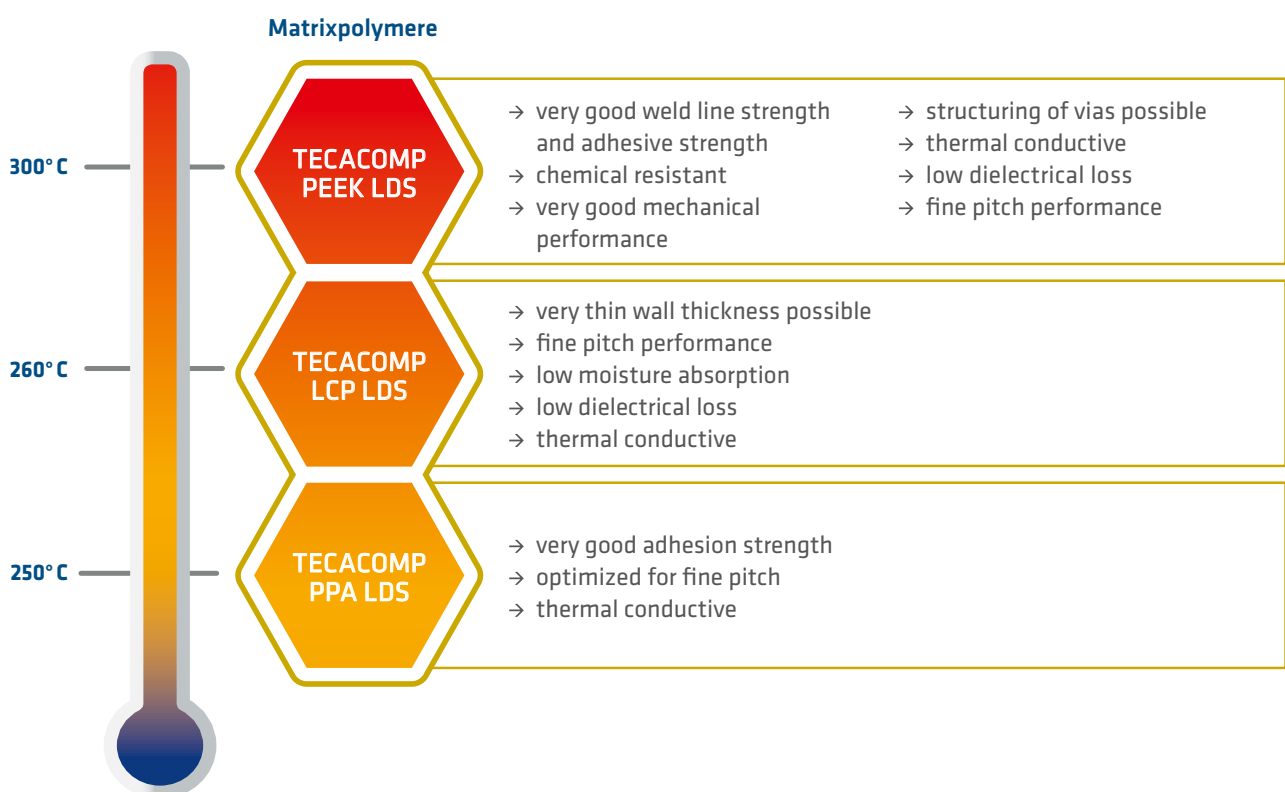 Matrixpolymere
300° C
TECACOMP
PEEK LDS
→ very good weld line strength
and adhesive strength
→ chemical resistant
→ very good mechanical
performance
→ structuring of vias possible
→ thermal conductive
→ low dielectrical loss
→ fine pitch performance
260° C
TECACOMP
LCP LDS
→ very thin wall thickness possible
→ fine pitch performance
→ low moisture absorption
→ low dielectrical loss
→ thermal conductive
250° C
TECACOMP
PPA LDS
→ very good adhesion strength
→ optimized for fine pitch
→ thermal conductive